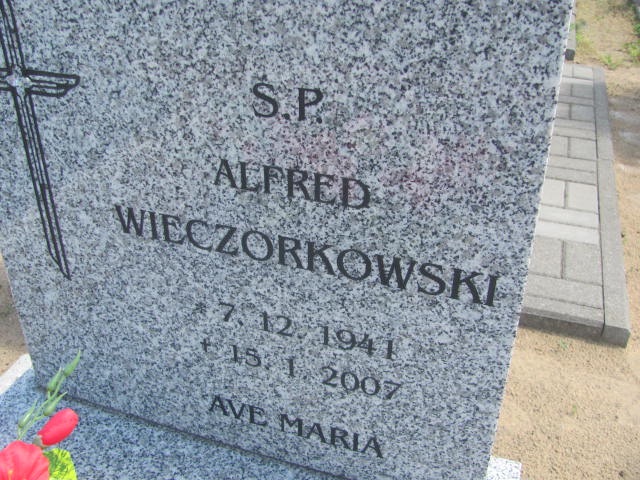 S.P.
ALFRED
WIECZORKOWSKI
* 7. 12. 1941
† 15. 1 2007
AVE MARIA